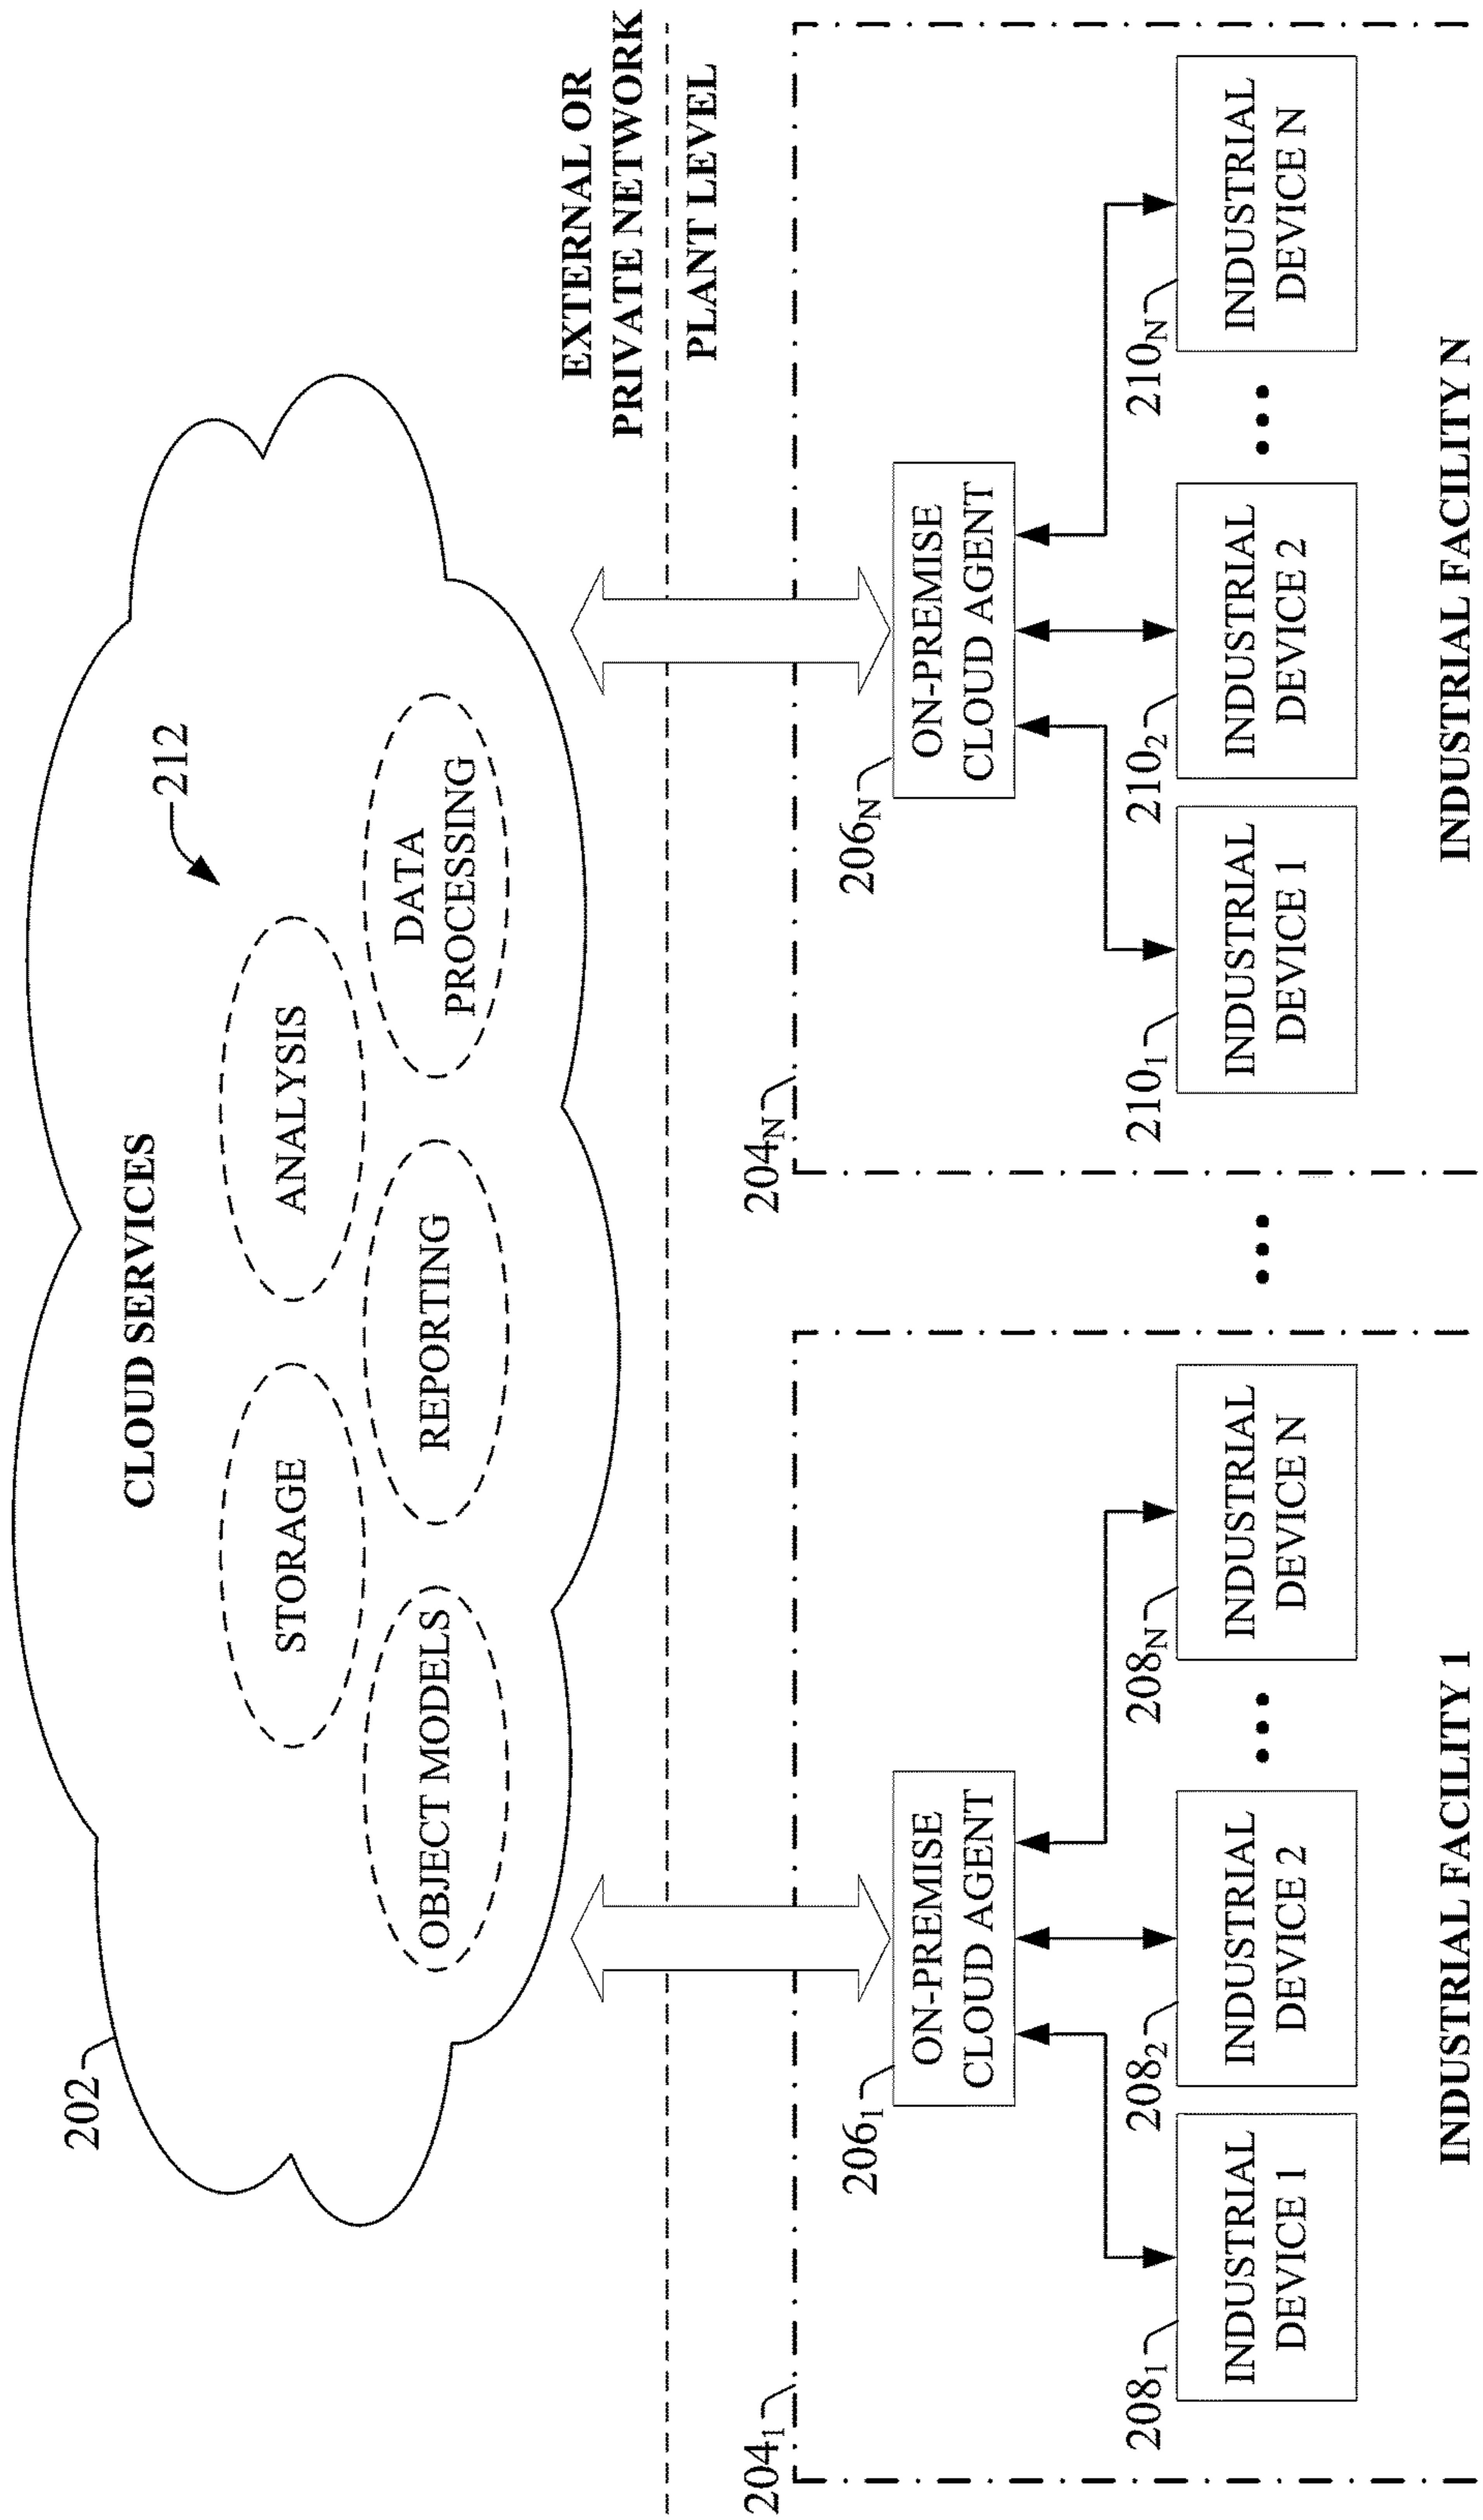 202
CLOUD SERVICES
212
STORAGE
ANALYSIS
OBJECT MODELS
REPORTING
DATA
PROCESSING
EXTERNAL OR
PRIVATE NETWORK
PLANT LEVEL
204₁
206₁
ON-PREMISE
CLOUD AGENT
208₁
INDUSTRIAL
DEVICE 1
208₂
INDUSTRIAL
DEVICE 2
208N
INDUSTRIAL
DEVICE N
INDUSTRIAL FACILITY 1
204N
206N
ON-PREMISE
CLOUD AGENT
210₁
INDUSTRIAL
DEVICE 1
210₂
INDUSTRIAL
DEVICE 2
210N
INDUSTRIAL
DEVICE N
INDUSTRIAL FACILITY N